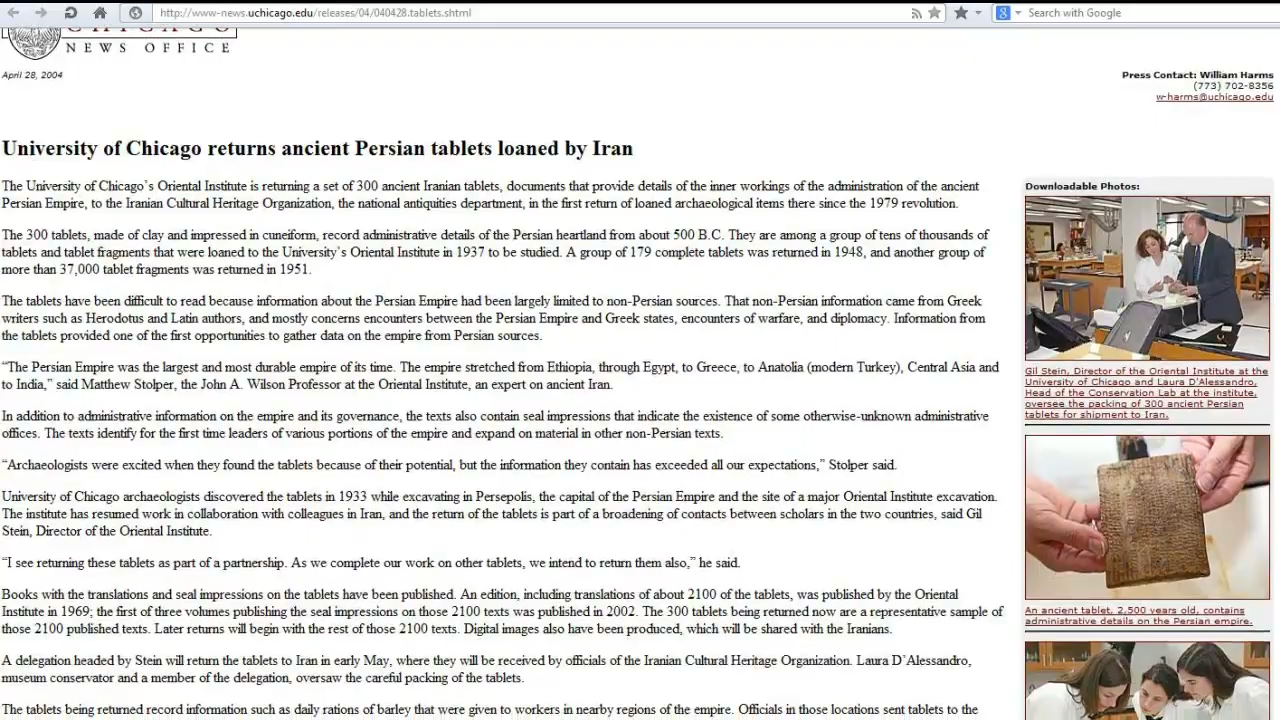 http://www-news.uchicago.edu/releases/04/040428.tablets.shtml
Search with Google
NEWS OFFICE
April 28, 2004
Press Contact: William Harms
(773) 702-8356
w-harms@uchicago.edu
University of Chicago returns ancient Persian tablets loaned by Iran
The University of Chicago's Oriental Institute is returning a set of 300 ancient Iranian tablets, documents that provide details of the inner workings of the administration of the ancient
Persian Empire, to the Iranian Cultural Heritage Organization, the national antiquities department, in the first return of loaned archaeological items there since the 1979 revolution.
The 300 tablets, made of clay and impressed in cuneiform, record administrative details of the Persian heartland from about 500 B.C. They are among a group of tens of thousands of
tablets and tablet fragments that were loaned to the University's Oriental Institute in 1937 to be studied. A group of 179 complete tablets was returned in 1948, and another group of
more than 37,000 tablet fragments was returned in 1951.
The tablets have been difficult to read because information about the Persian Empire had been largely limited to non-Persian sources. That non-Persian information came from Greek
writers such as Herodotus and Latin authors, and mostly concerns encounters between the Persian Empire and Greek states, encounters of warfare, and diplomacy. Information from
the tablets provided one of the first opportunities to gather data on the empire from Persian sources.
“The Persian Empire was the largest and most durable empire of its time. The empire stretched from Ethiopia, through Egypt, to Greece, to Anatolia (modern Turkey), Central Asia and
to India,” said Matthew Stolper, the John A. Wilson Professor at the Oriental Institute, an expert on ancient Iran.
In addition to administrative information on the empire and its governance, the texts also contain seal impressions that indicate the existence of some otherwise-unknown administrative
offices. The texts identify for the first time leaders of various portions of the empire and expand on material in other non-Persian texts.
“Archaeologists were excited when they found the tablets because of their potential, but the information they contain has exceeded all our expectations,” Stolper said.
University of Chicago archaeologists discovered the tablets in 1933 while excavating in Persepolis, the capital of the Persian Empire and the site of a major Oriental Institute excavation.
The institute has resumed work in collaboration with colleagues in Iran, and the return of the tablets is part of a broadening of contacts between scholars in the two countries, said Gil
Stein, Director of the Oriental Institute.
“I see returning these tablets as part of a partnership. As we complete our work on other tablets, we intend to return them also,” he said.
Books with the translations and seal impressions on the tablets have been published. An edition, including translations of about 2100 of the tablets, was published by the Oriental
Institute in 1969; the first of three volumes publishing the seal impressions on those 2100 texts was published in 2002. The 300 tablets being returned now are a representative sample of
those 2100 published texts. Later returns will begin with the rest of those 2100 texts. Digital images also have been produced, which will be shared with the Iranians.
A delegation headed by Stein will return the tablets to Iran in early May, where they will be received by officials of the Iranian Cultural Heritage Organization. Laura D'Alessandro,
museum conservator and a member of the delegation, oversaw the careful packing of the tablets.
The tablets being returned record information such as daily rations of barley that were given to workers in nearby regions of the empire. Officials in those locations sent tablets to the
Downloadable Photos:
Gil Stein, Director of the Oriental Institute at the
University of Chicago and Laura D'Alessandro,
Head of the Conservation Lab at the institute,
oversee the packing of 300 ancient Persian
tablets for shipment to Iran.
An ancient tablet, 2,500 years old, contains
administrative details on the Persian empire.